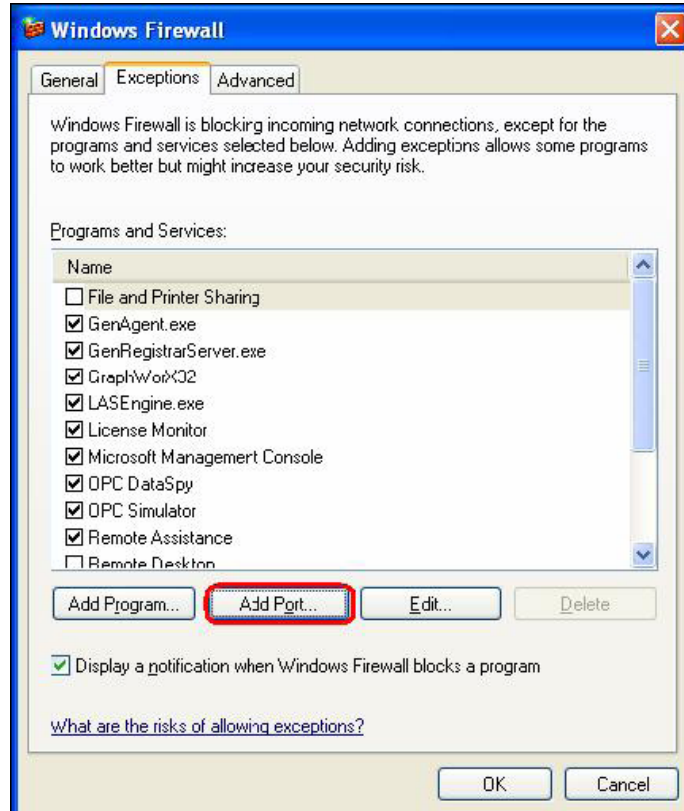 Windows Firewall
General Exceptions Advanced
Windows Firewall is blocking incoming network connections, except for the
programs and services selected below. Adding exceptions allows some programs
to work better but might increase your security risk.
Programs and Services:
Name
File and Printer Sharing
GenAgent.exe
GenRegistrarServer.exe
GraphWorX32
LASEngine.exe
License Monitor
Microsoft Management Console
OPC DataSpy
OPC Simulator
Remote Assistance
Remote Desktop
Add Program... Add Port... Edit... Delete
Display a notification when Windows Firewall blocks a program
What are the risks of allowing exceptions?
OK Cancel